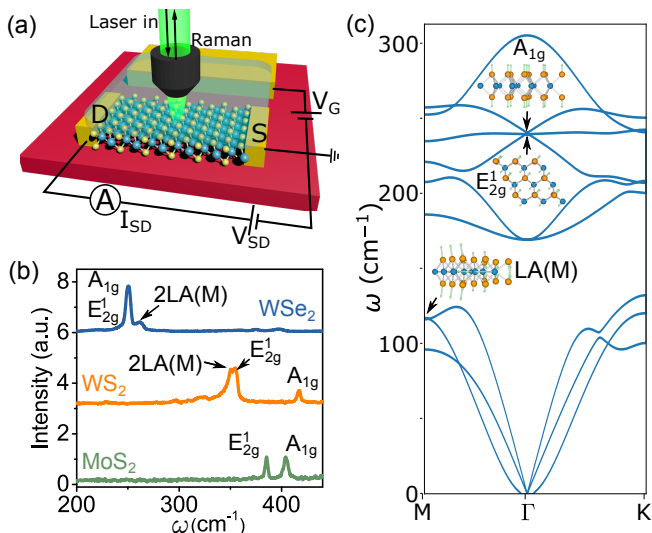 (a)
Laser in
Raman
D
S
V_G
A
I_SD
V_SD
(b)
Intensity (a.u.)
8
6
4
2
0
A_1g
E^1_2g
2LA(M)
WSe_2
2LA(M)
E^1_2g
A_1g
WS_2
E^1_2g
A_1g
MoS_2
200
300
400
ω(cm^-1)
(c)
ω (cm^-1)
300
200
100
0
A_1g
E^1_2g
LA(M)
M
Γ
K